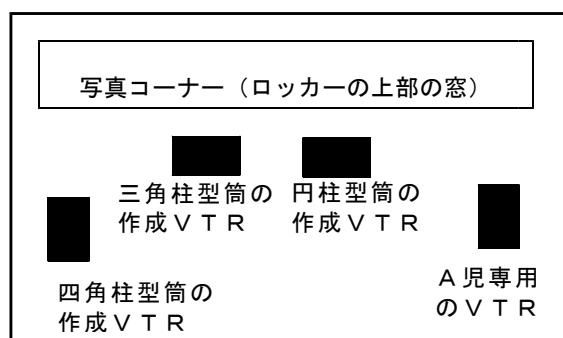 写真コーナー（ロッカーの上部の窓）
三角柱型筒の
作成ＶＴＲ
円柱型筒の
作成ＶＴＲ
四角柱型筒の
作成ＶＴＲ
Ａ児専用
のＶＴＲ